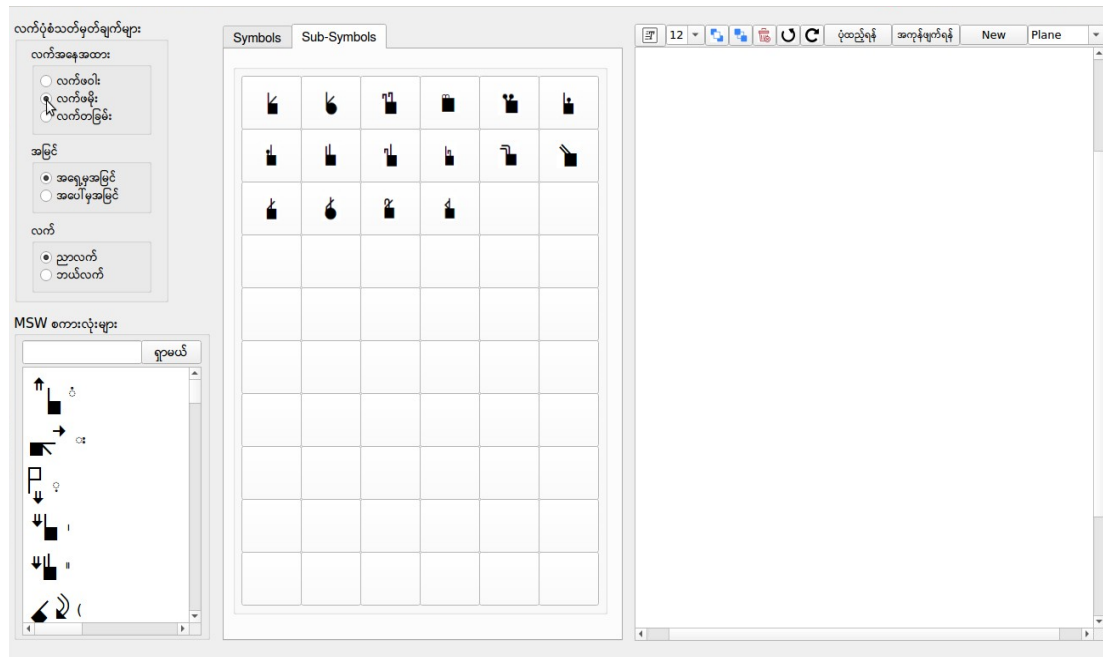 လက်ပုံစံသတ်မှတ်ချက်များ
လက်အနေအထား
လက်ဖဝါး
လက်ဖမိုး
လက်တခြမ်း
အမြင်
အရှေ့မှအမြင်
အပေါ်မှအမြင်
လက်
ညာလက်
ဘယ်လက်
MSW စကားလုံးများ
ရှာမယ်
ံ
း
့
၊
။
(
Symbols Sub-Symbols
12 ပုံထည့်ရန် အကုန်ဖျက်ရန် New Plane